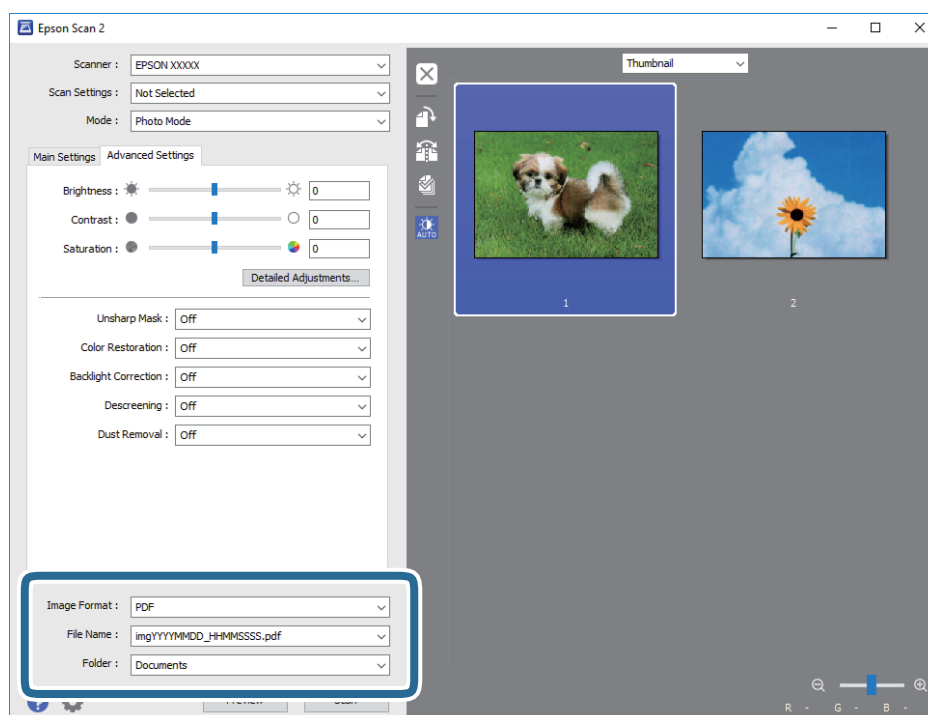 Epson Scan 2
Scanner : EPSON XXXXX
Scan Settings : Not Selected
Mode : Photo Mode
Main Settings Advanced Settings
Brightness : 0
Contrast : 0
Saturation : 0
Detailed Adjustments...
Unsharp Mask : Off
Color Restoration : Off
Backlight Correction : Off
Descreening : Off
Dust Removal : Off
Image Format : PDF
File Name : imgYYYYMMDD_HHMMSSSS.pdf
Folder : Documents
Preview Scan
Thumbnail
AUTO
1 2
R - G - B -